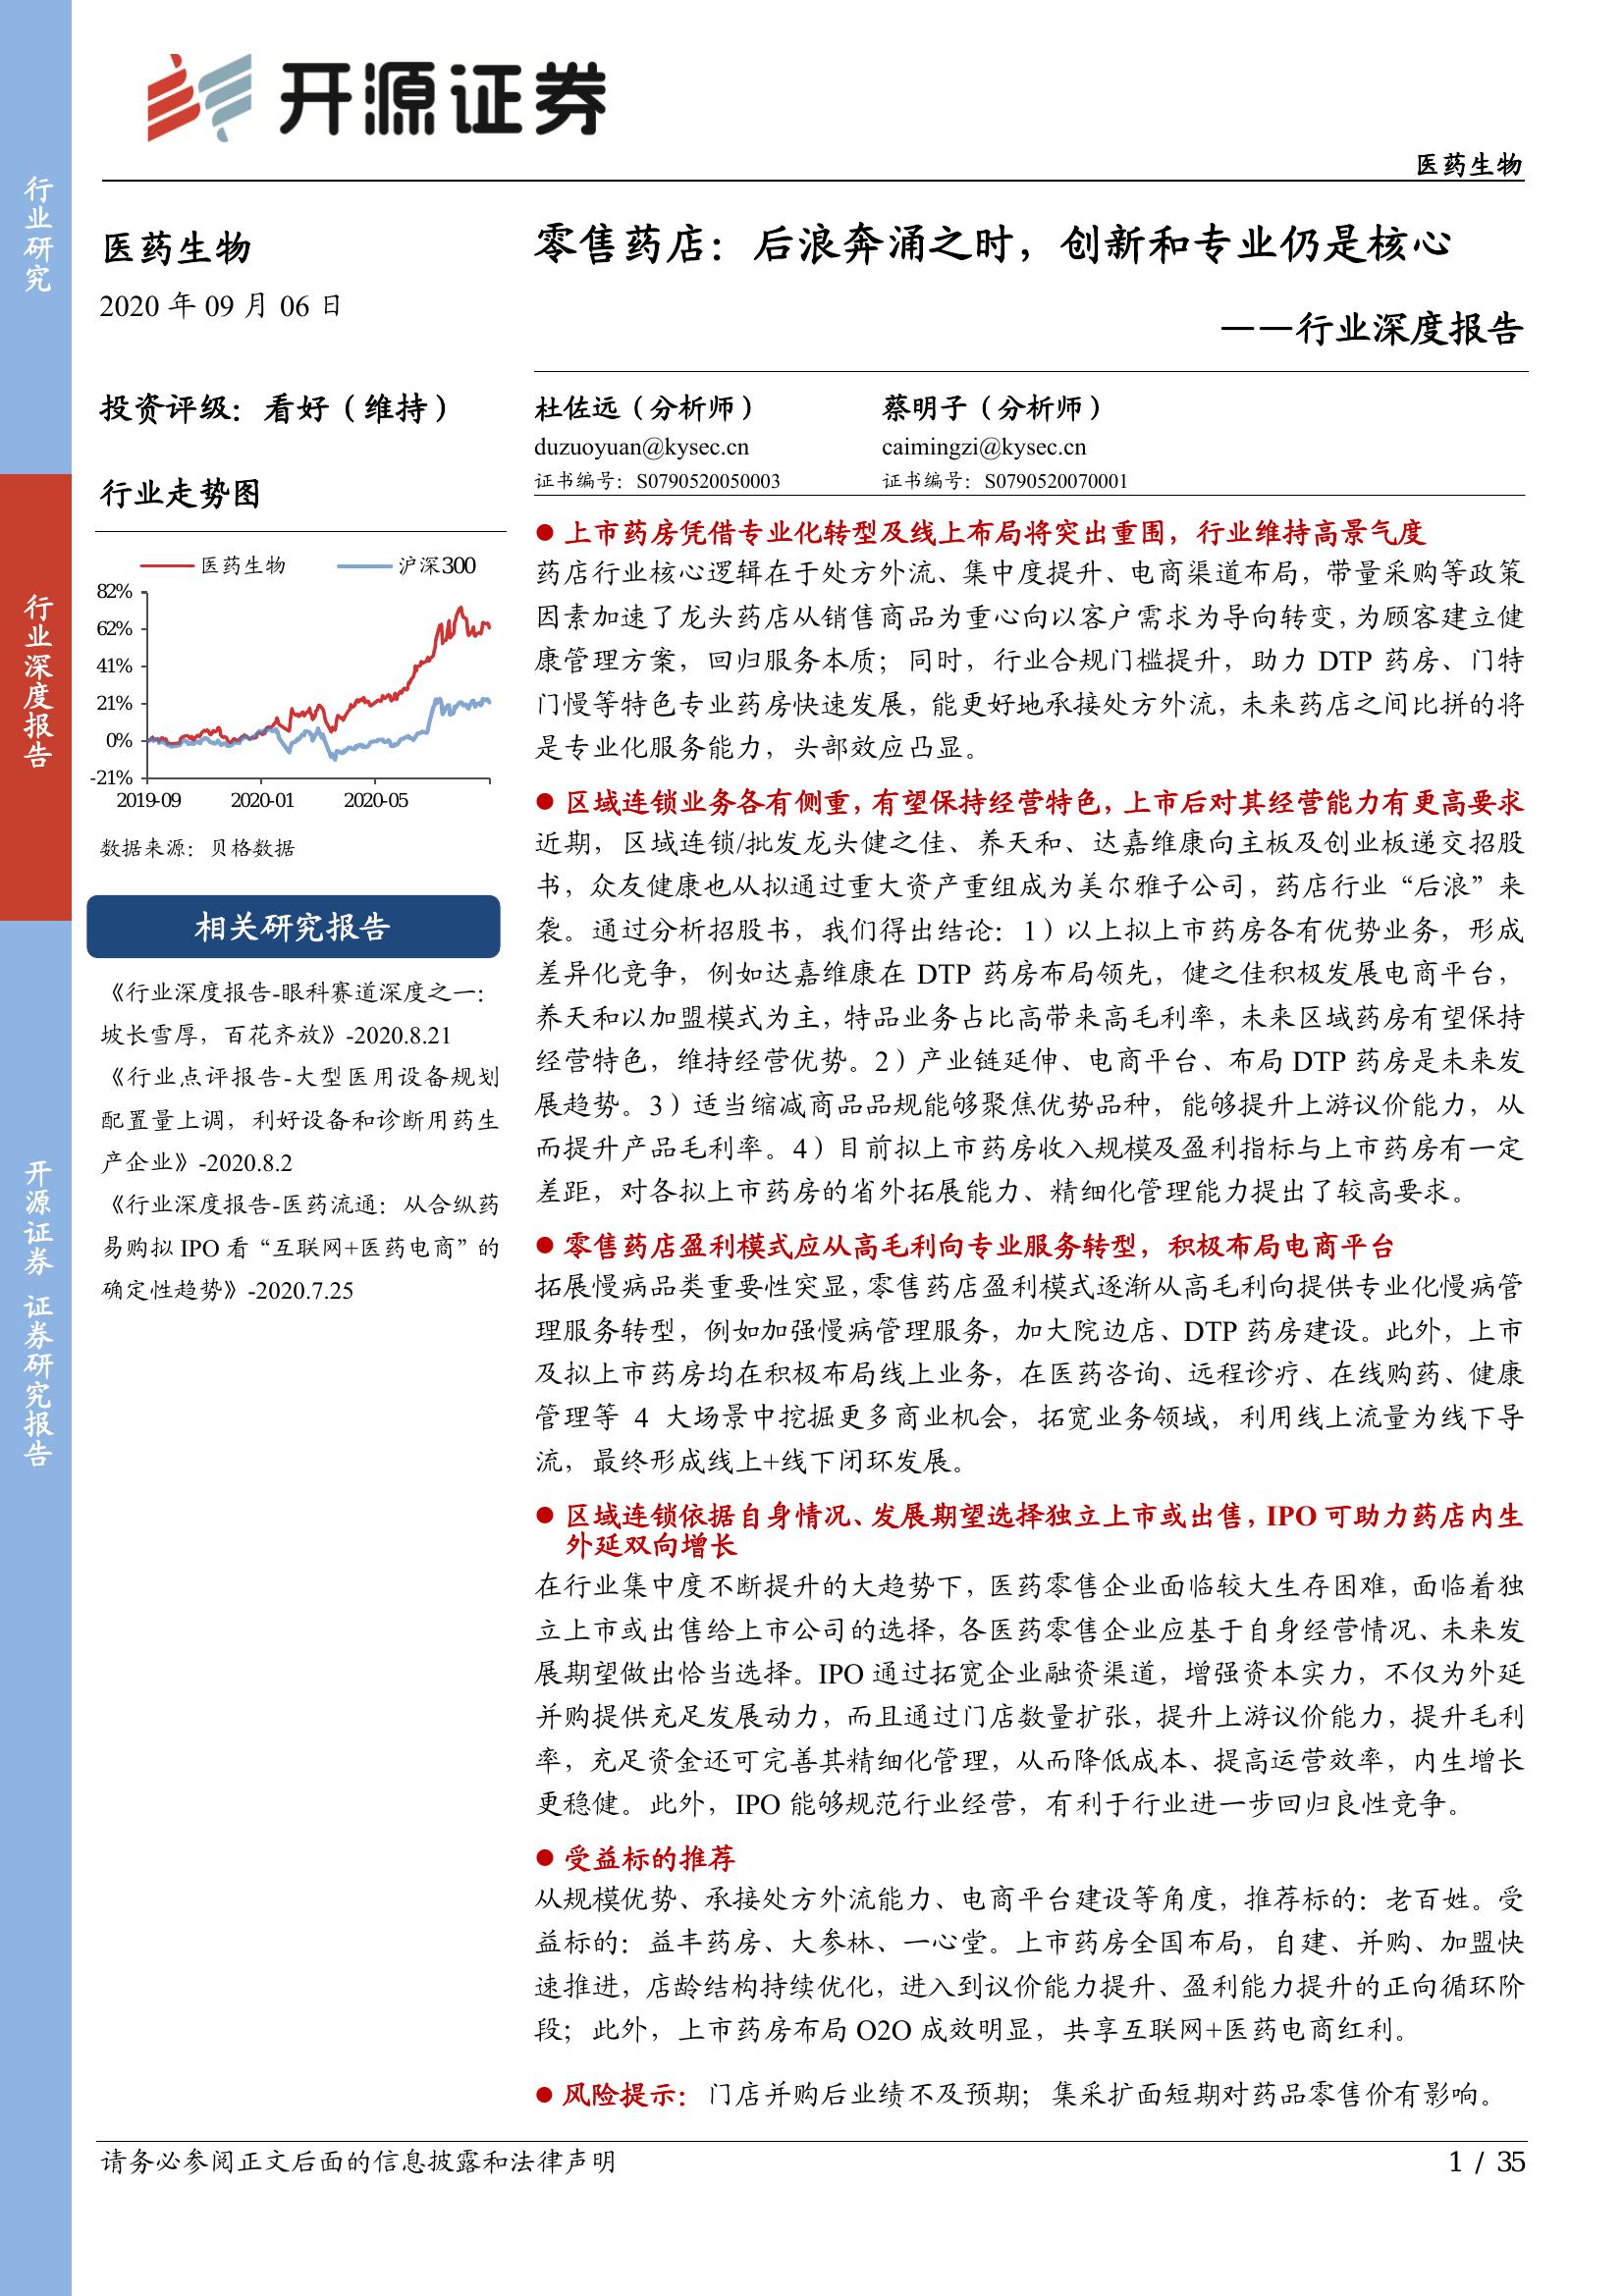 开源证券
医药生物
行业研究
行业深度报告
开源证券 证券研究报告
医药生物
2020 年 09 月 06 日
投资评级：看好（维持）
行业走势图
医药生物
沪深300
82%
62%
41%
21%
0%
-21%
2019-09
2020-01
2020-05
数据来源：贝格数据
相关研究报告
《行业深度报告-眼科赛道深度之一：
坡长雪厚，百花齐放》-2020.8.21
《行业点评报告-大型医用设备规划
配置量上调，利好设备和诊断用药生
产企业》-2020.8.2
《行业深度报告-医药流通：从合纵药
易购拟 IPO 看“互联网+医药电商”的
确定性趋势》-2020.7.25
零售药店：后浪奔涌之时，创新和专业仍是核心
——行业深度报告
杜佐远（分析师）
蔡明子（分析师）
duzuoyuan@kysec.cn
caimingzi@kysec.cn
证书编号：S0790520050003
证书编号：S0790520070001
● 上市药房凭借专业化转型及线上布局将突出重围，行业维持高景气度
药店行业核心逻辑在于处方外流、集中度提升、电商渠道布局，带量采购等政策
因素加速了龙头药店从销售商品为重心向以客户需求为导向转变，为顾客建立健
康管理方案，回归服务本质；同时，行业合规门槛提升，助力 DTP 药房、门特
门慢等特色专业药房快速发展，能更好地承接处方外流，未来药店之间比拼的将
是专业化服务能力，头部效应凸显。
● 区域连锁业务各有侧重，有望保持经营特色，上市后对其经营能力有更高要求
近期，区域连锁/批发龙头健之佳、养天和、达嘉维康向主板及创业板递交招股
书，众友健康也从拟通过重大资产重组成为美尔雅子公司，药店行业“后浪”来
袭。通过分析招股书，我们得出结论：1）以上拟上市药房各有优势业务，形成
差异化竞争，例如达嘉维康在 DTP 药房布局领先，健之佳积极发展电商平台，
养天和以加盟模式为主，特品业务占比高带来高毛利率，未来区域药房有望保持
经营特色，维持经营优势。2）产业链延伸、电商平台、布局 DTP 药房是未来发
展趋势。3）适当缩减商品品规能够聚焦优势品种，能够提升上游议价能力，从
而提升产品毛利率。4）目前拟上市药房收入规模及盈利指标与上市药房有一定
差距，对各拟上市药房的省外拓展能力、精细化管理能力提出了较高要求。
● 零售药店盈利模式应从高毛利向专业服务转型，积极布局电商平台
拓展慢病品类重要性突显，零售药店盈利模式逐渐从高毛利向提供专业化慢病管
理服务转型，例如加强慢病管理服务，加大院边店、DTP 药房建设。此外，上市
及拟上市药房均在积极布局线上业务，在医药咨询、远程诊疗、在线购药、健康
管理等 4 大场景中挖掘更多商业机会，拓宽业务领域，利用线上流量为线下导
流，最终形成线上+线下闭环发展。
● 区域连锁依据自身情况、发展期望选择独立上市或出售，IPO 可助力药店内生
外延双向增长
在行业集中度不断提升的大趋势下，医药零售企业面临较大生存困难，面临着独
立上市或出售给上市公司的选择，各医药零售企业应基于自身经营情况、未来发
展期望做出恰当选择。IPO 通过拓宽企业融资渠道，增强资本实力，不仅为外延
并购提供充足发展动力，而且通过门店数量扩张，提升上游议价能力，提升毛利
率，充足资金还可完善其精细化管理，从而降低成本、提高运营效率，内生增长
更稳健。此外，IPO 能够规范行业经营，有利于行业进一步回归良性竞争。
● 受益标的推荐
从规模优势、承接处方外流能力、电商平台建设等角度，推荐标的：老百姓。受
益标的：益丰药房、大参林、一心堂。上市药房全国布局，自建、并购、加盟快
速推进，店龄结构持续优化，进入到议价能力提升、盈利能力提升的正向循环阶
段；此外，上市药房布局 O2O 成效明显，共享互联网+医药电商红利。
● 风险提示：门店并购后业绩不及预期；集采扩面短期对药品零售价有影响。
请务必参阅正文后面的信息披露和法律声明
1 / 35